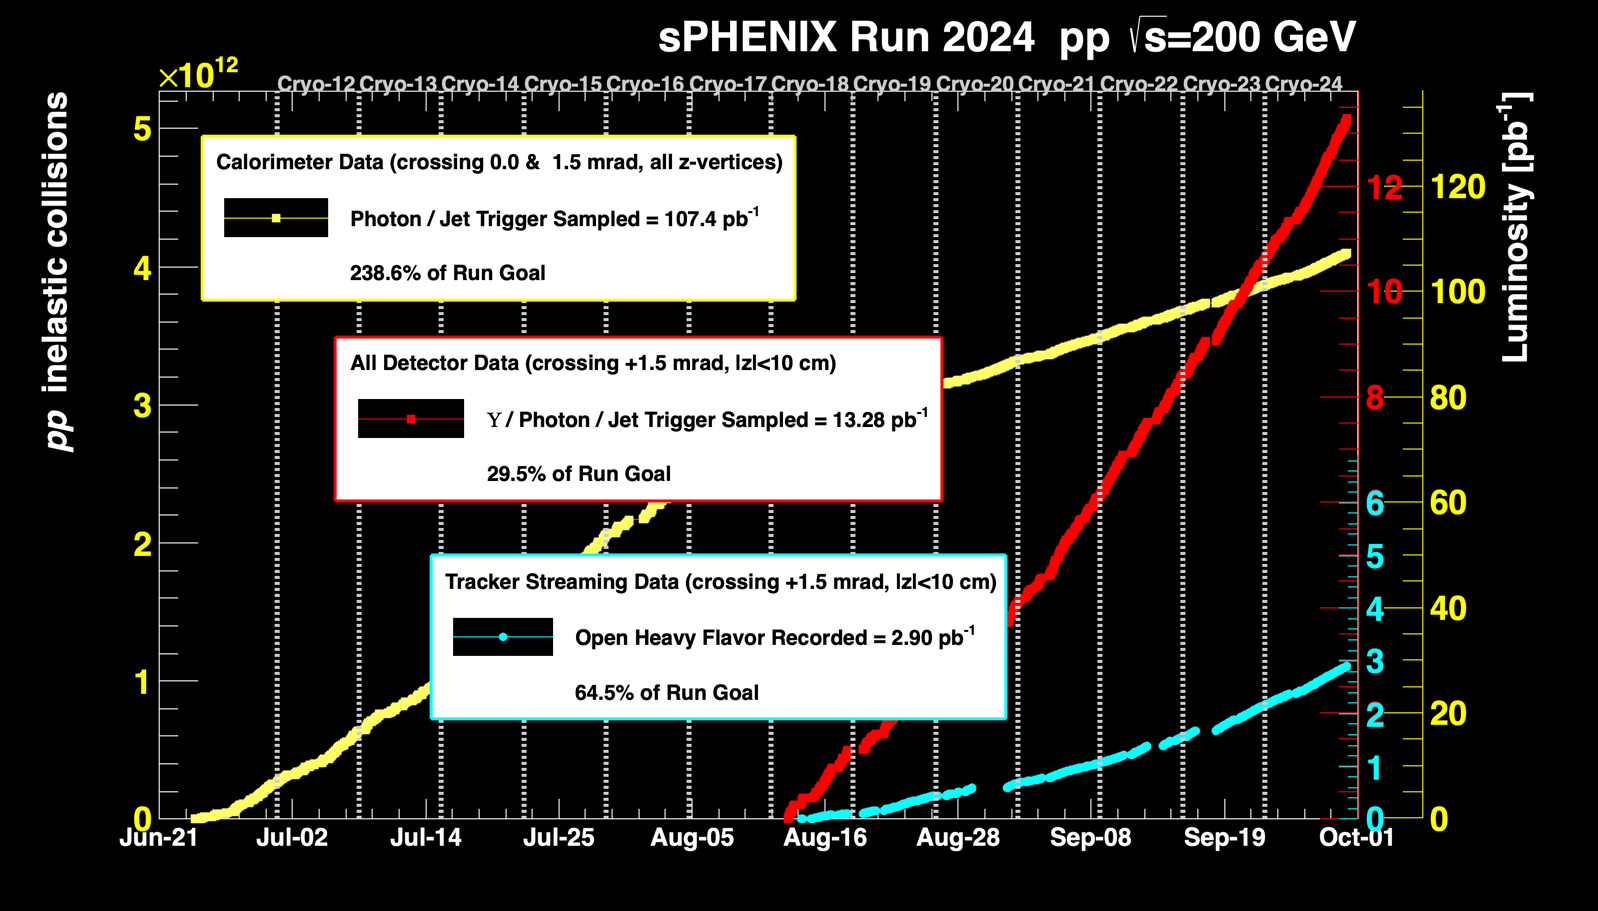 sPHENIX Run 2024 pp √s=200 GeV
×10¹²
Cryo-12 Cryo-13 Cryo-14 Cryo-15 Cryo-16 Cryo-17 Cryo-18 Cryo-19 Cryo-20 Cryo-21 Cryo-22 Cryo-23 Cryo-24
pp inelastic collisions
5
4
3
2
1
0
Calorimeter Data (crossing 0.0 & 1.5 mrad, all z-vertices)
Photon / Jet Trigger Sampled = 107.4 pb⁻¹
238.6% of Run Goal
All Detector Data (crossing +1.5 mrad, |z|<10 cm)
ϒ / Photon / Jet Trigger Sampled = 13.28 pb⁻¹
29.5% of Run Goal
Tracker Streaming Data (crossing +1.5 mrad, |z|<10 cm)
Open Heavy Flavor Recorded = 2.90 pb⁻¹
64.5% of Run Goal
12
10
8
6
5
4
3
2
1
0
120
100
80
60
40
20
0
Luminosity [pb⁻¹]
Jun-21 Jul-02 Jul-14 Jul-25 Aug-05 Aug-16 Aug-28 Sep-08 Sep-19 Oct-01